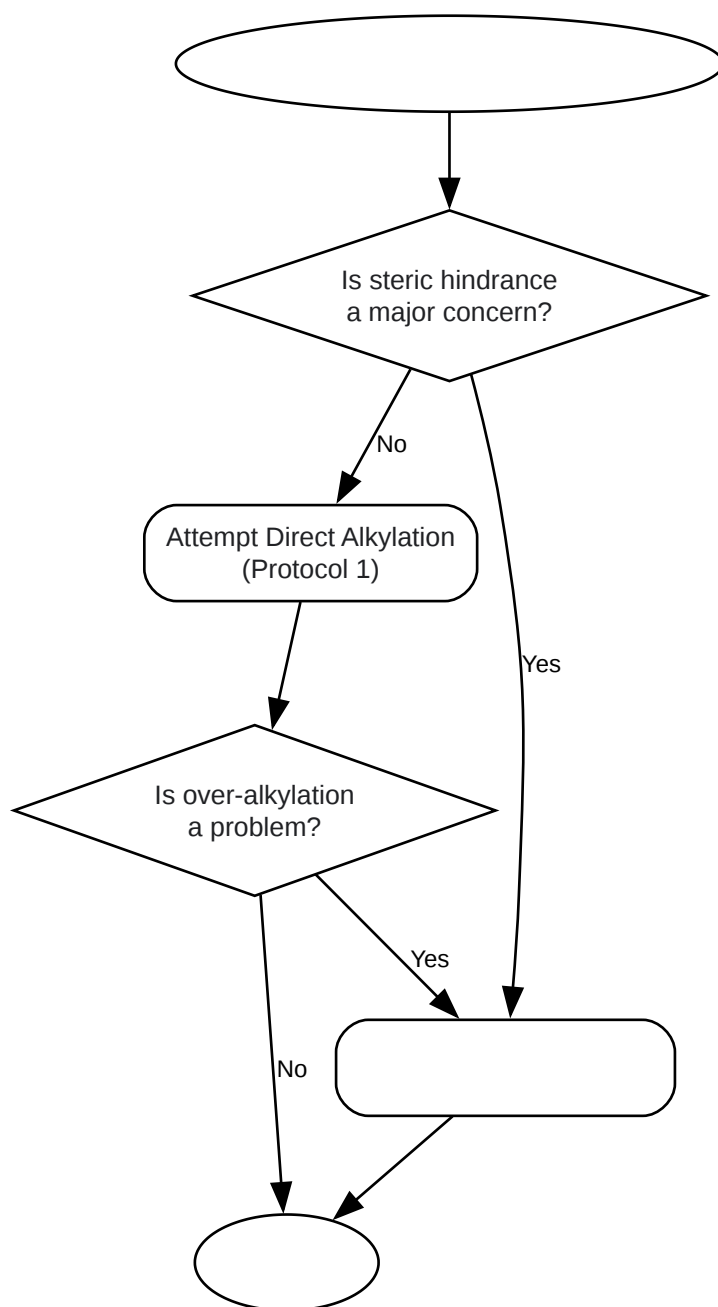 Is steric hindrance
a major concern?
No
Attempt Direct Alkylation
(Protocol 1)
Yes
Is over-alkylation
a problem?
Yes
No